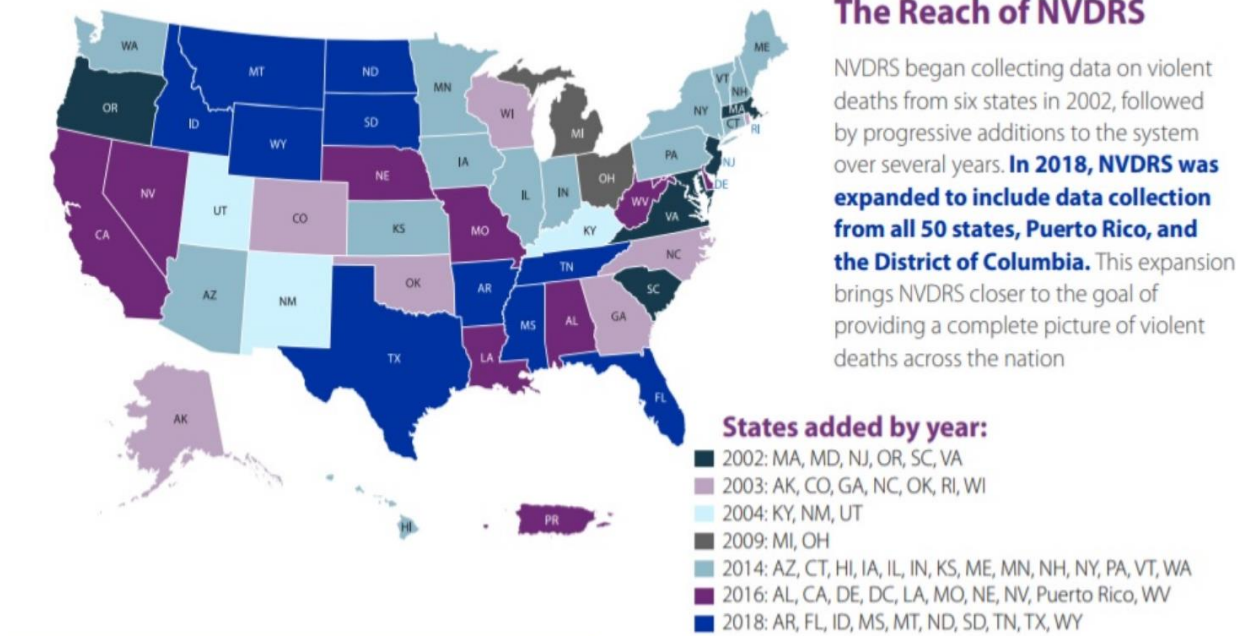 The Reach of NVDRS
NVDRS began collecting data on violent
deaths from six states in 2002, followed
by progressive additions to the system
over several years. In 2018, NVDRS was
expanded to include data collection
from all 50 states, Puerto Rico, and
the District of Columbia. This expansion
brings NVDRS closer to the goal of
providing a complete picture of violent
deaths across the nation
WA
MT
ND
MN
ME
VT
NH
OR
ID
SD
WI
NY
MA
CT
RI
WY
MI
IA
PA
NJ
NE
NV
IL
IN
OH
DE
UT
CO
WV
VA
CA
KS
MO
KY
NC
TN
AZ
NM
OK
AR
SC
MS
AL
GA
TX
LA
FL
AK
HI
PR
States added by year:
2002: MA, MD, NJ, OR, SC, VA
2003: AK, CO, GA, NC, OK, RI, WI
2004: KY, NM, UT
2009: MI, OH
2014: AZ, CT, HI, IA, IL, IN, KS, ME, MN, NH, NY, PA, VT, WA
2016: AL, CA, DE, DC, LA, MO, NE, NV, Puerto Rico, WV
2018: AR, FL, ID, MS, MT, ND, SD, TN, TX, WY